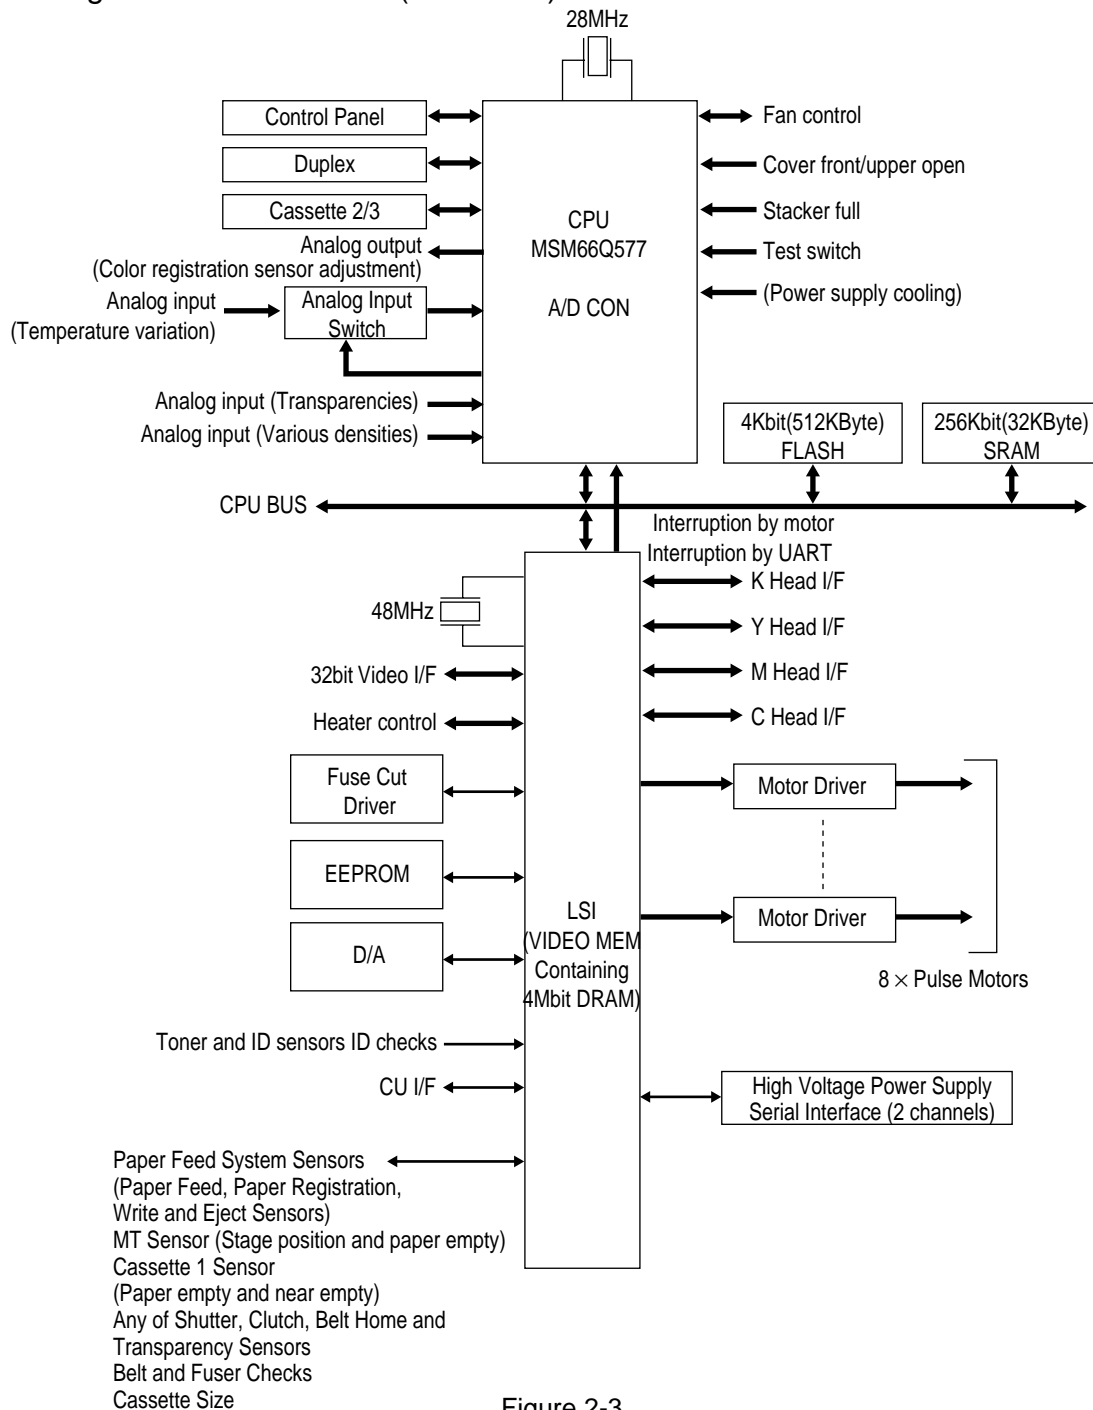 28MHz
Control Panel
Duplex
Cassette 2/3
Analog output
(Color registration sensor adjustment)
Analog input
(Temperature variation)
Analog Input
Switch
Analog input (Transparencies)
Analog input (Various densities)
CPU
MSM66Q577
A/D CON
Fan control
Cover front/upper open
Stacker full
Test switch
(Power supply cooling)
4Kbit(512KByte)
FLASH
256Kbit(32KByte)
SRAM
CPU BUS
Interruption by motor
Interruption by UART
48MHz
32bit Video I/F
Heater control
Fuse Cut
Driver
EEPROM
D/A
Toner and ID sensors ID checks
CU I/F
Paper Feed System Sensors
(Paper Feed, Paper Registration,
Write and Eject Sensors)
MT Sensor (Stage position and paper empty)
Cassette 1 Sensor
(Paper empty and near empty)
Any of Shutter, Clutch, Belt Home and
Transparency Sensors
Belt and Fuser Checks
Cassette Size
LSI
(VIDEO MEM
Containing
4Mbit DRAM)
K Head I/F
Y Head I/F
M Head I/F
C Head I/F
Motor Driver
Motor Driver
8 × Pulse Motors
High Voltage Power Supply
Serial Interface (2 channels)
Figure 2-3